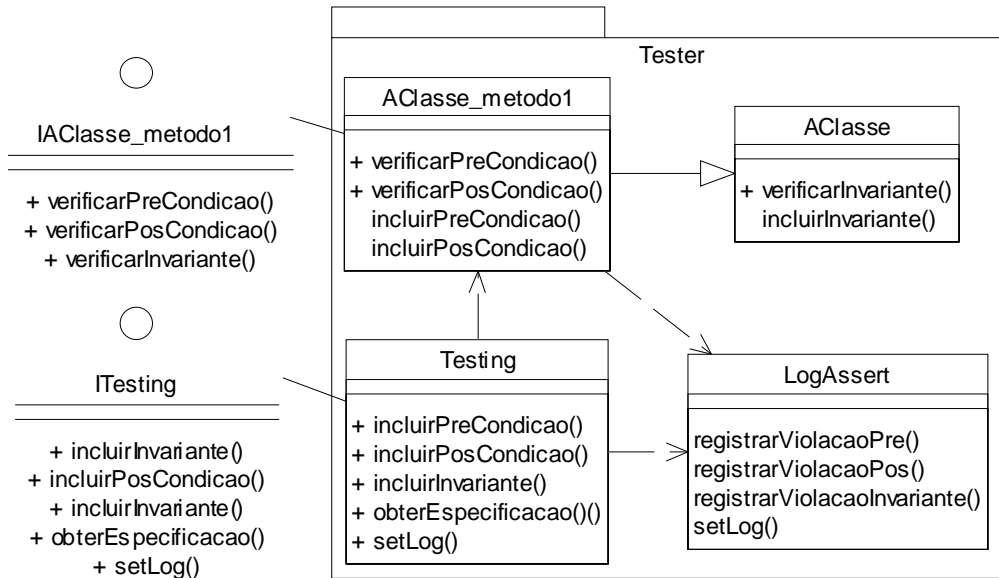 Tester
IAClasse_metodo1
+ verificarPreCondicao()
+ verificarPosCondicao()
+ verificarInvariante()
AClasse_metodo1
+ verificarPreCondicao()
+ verificarPosCondicao()
incluirPreCondicao()
incluirPosCondicao()
AClasse
+ verificarInvariante()
incluirInvariante()
ITesting
+ incluirInvariante()
+ incluirPosCondicao()
+ incluirInvariante()
+ obterEspecificacao()
+ setLog()
Testing
+ incluirPreCondicao()
+ incluirPosCondicao()
+ incluirInvariante()
+ obterEspecificacao()()
+ setLog()
LogAssert
registrarViolacaoPre()
registrarViolacaoPos()
registrarViolacaoInvariante()
setLog()